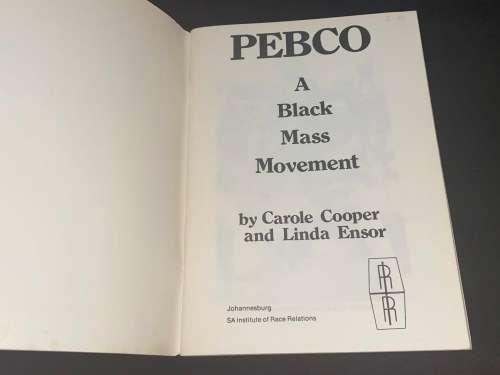 PEBCO
A
Black
Mass
Movement
by Carole Cooper
and Linda Ensor
Johannesburg
SA Institute of Race Relations